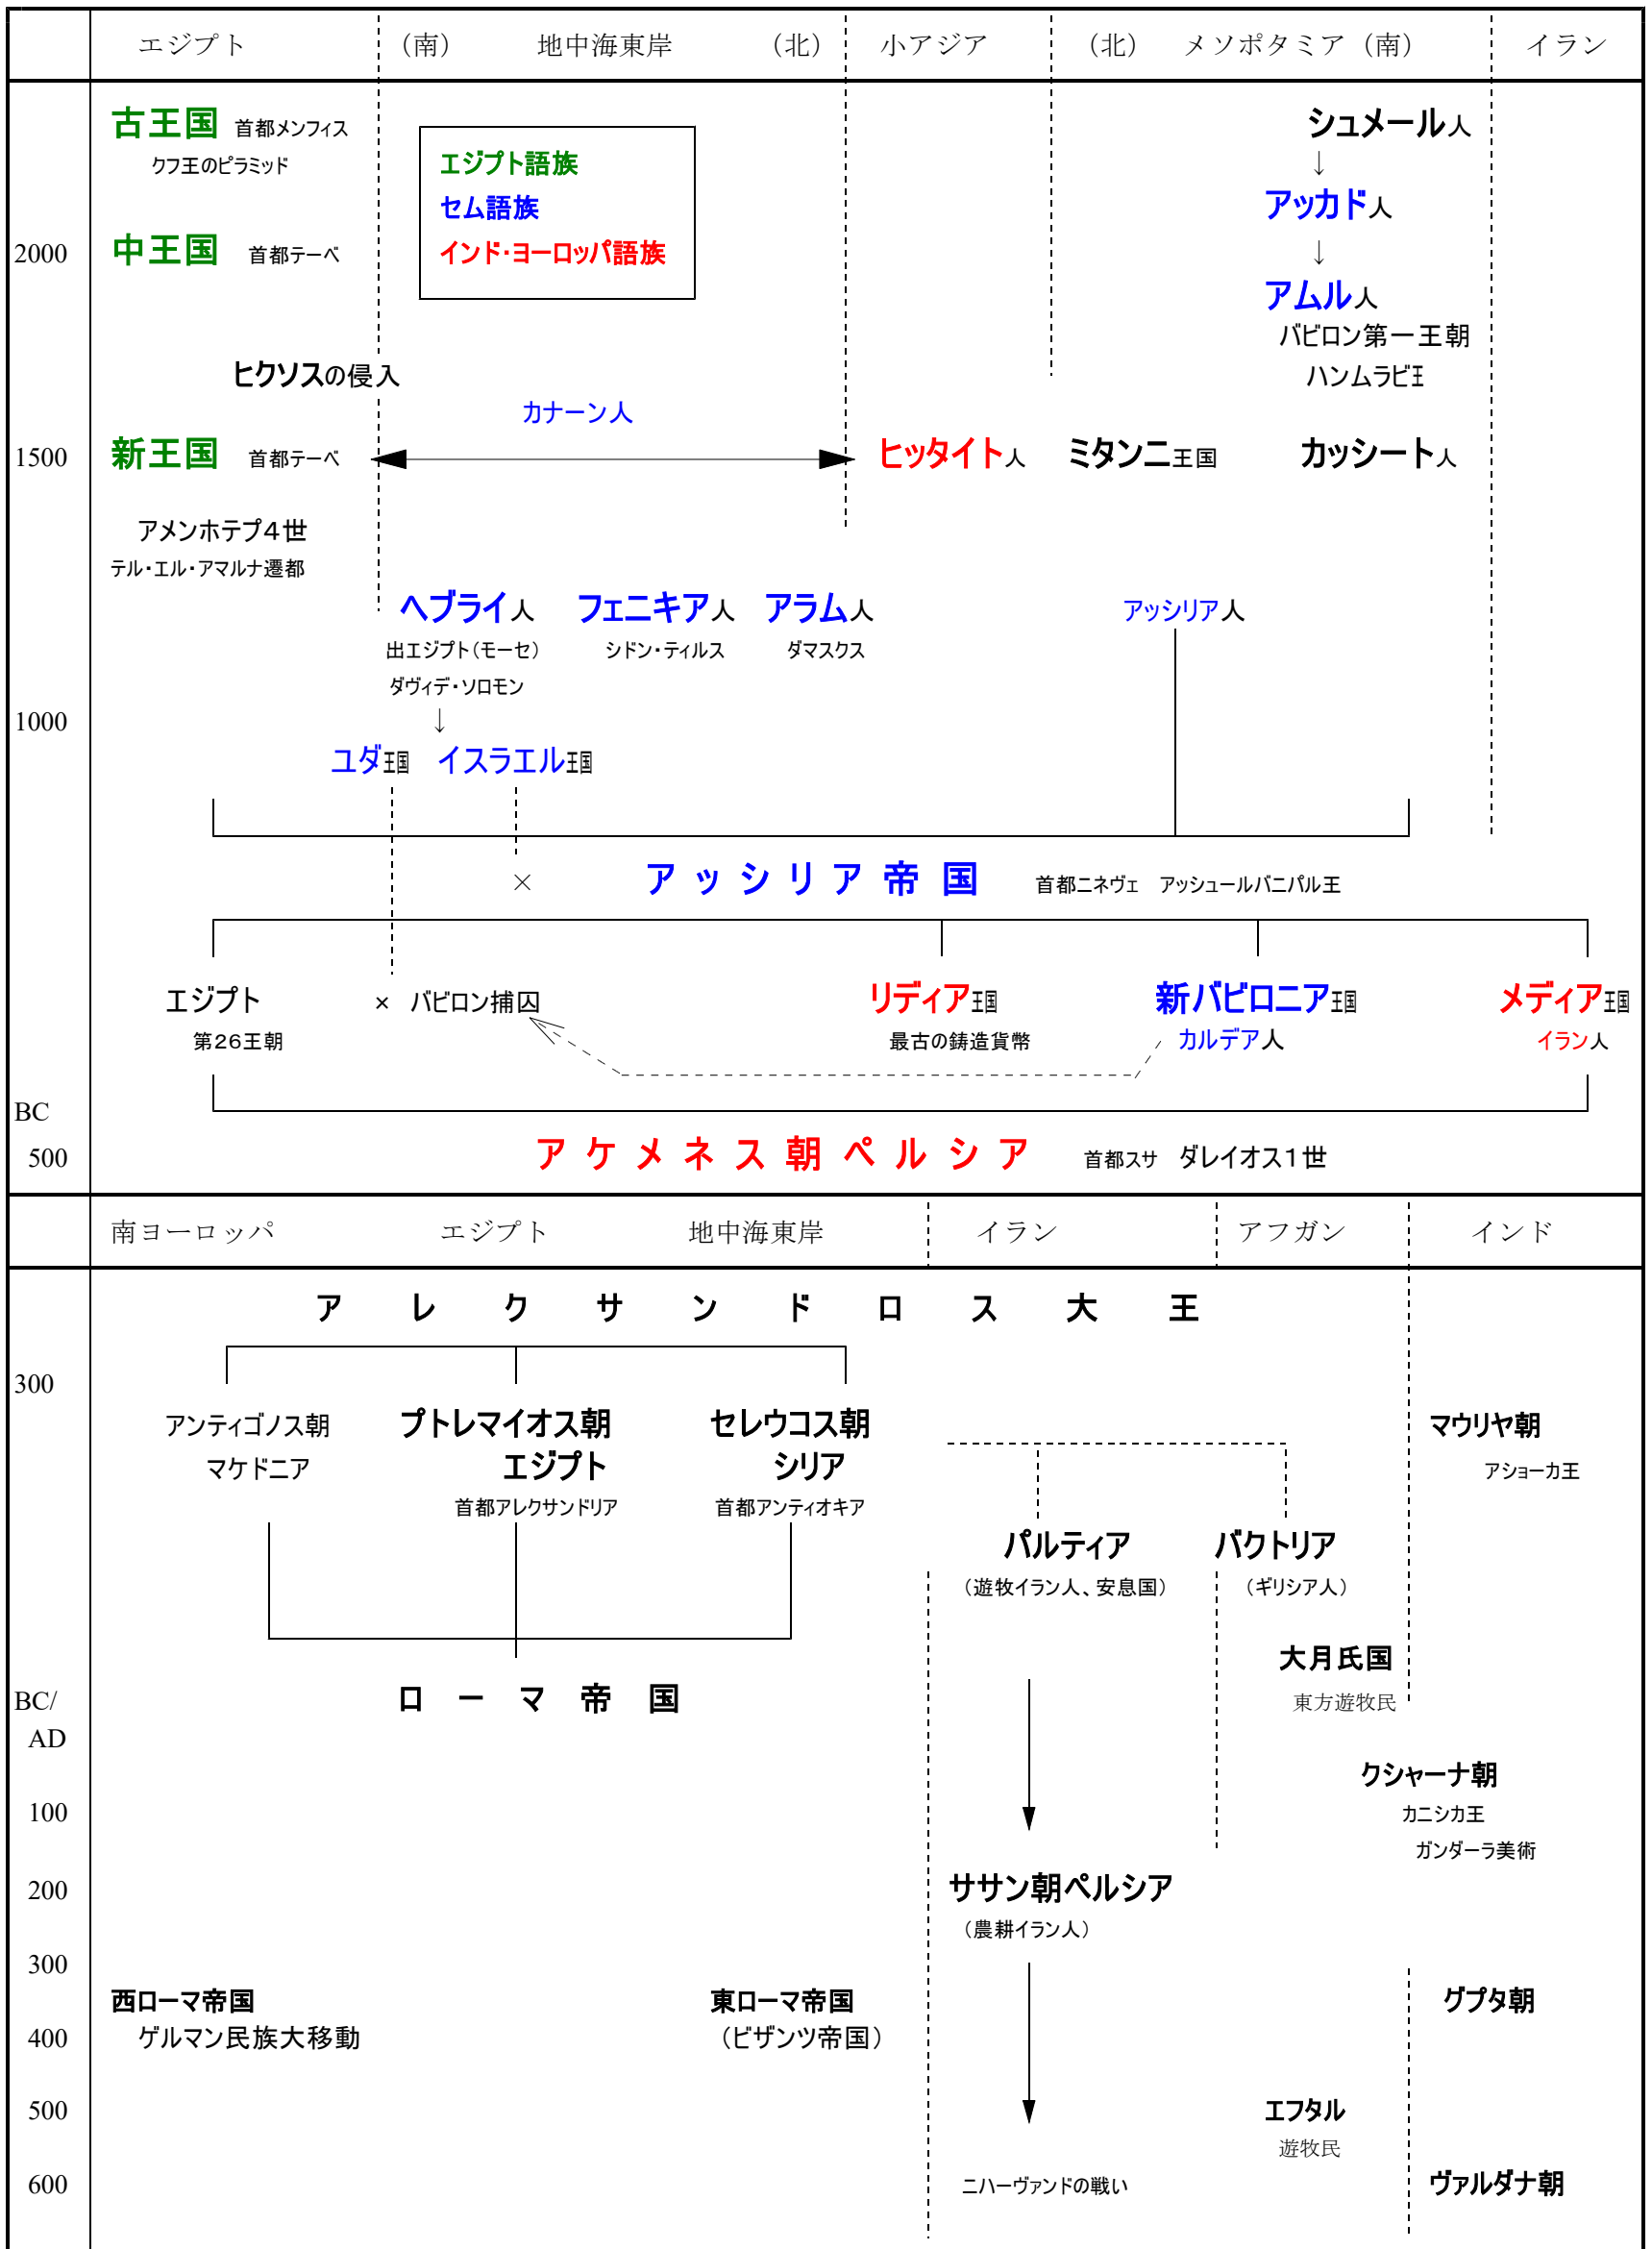 エジプト （南） 地中海東岸 （北） 小アジア （北） メソポタミア（南） イラン
古王国 首都メンフィス シュメール人
クフ王のピラミッド エジプト語族 ↓
セム語族 アッカド人
2000 中王国 首都テーベ インド・ヨーロッパ語族 ↓
アムル人
バビロン第一王朝
ヒクソスの侵入 ハンムラビ王
カナーン人
1500 新王国 首都テーベ ヒッタイト人 ミタンニ王国 カッシート人
アメンホテプ４世
テル・エル・アマルナ遷都
ヘブライ人 フェニキア人 アラム人 アッシリア人
出エジプト（モーセ） シドン・ティルス ダマスクス
ダヴィデ・ソロモン
1000 ↓
ユダ王国 イスラエル王国
× アッシリア帝国 首都ニネヴェ アッシュールバニパル王
エジプト × バビロン捕囚 リディア王国 新バビロニア王国 メディア王国
第２６王朝 最古の鋳造貨幣 カルデア人 イラン人
BC
500 アケメネス朝ペルシア 首都スサ ダレイオス１世
南ヨーロッパ エジプト 地中海東岸 イラン アフガン インド
アレクサンドロス大王
300
アンティゴノス朝 プトレマイオス朝 セレウコス朝 マウリヤ朝
マケドニア エジプト シリア アショーカ王
首都アレクサンドリア 首都アンティオキア
パルティア バクトリア
（遊牧イラン人、安息国） （ギリシア人）
大月氏国
BC/ ローマ帝国 東方遊牧民
AD
クシャーナ朝
100 カニシカ王
ガンダーラ美術
200 ササン朝ペルシア
（農耕イラン人）
300
西ローマ帝国 東ローマ帝国 グプタ朝
400 ゲルマン民族大移動 （ビザンツ帝国）
500 エフタル
遊牧民
600 ニハーヴァンドの戦い ヴァルダナ朝